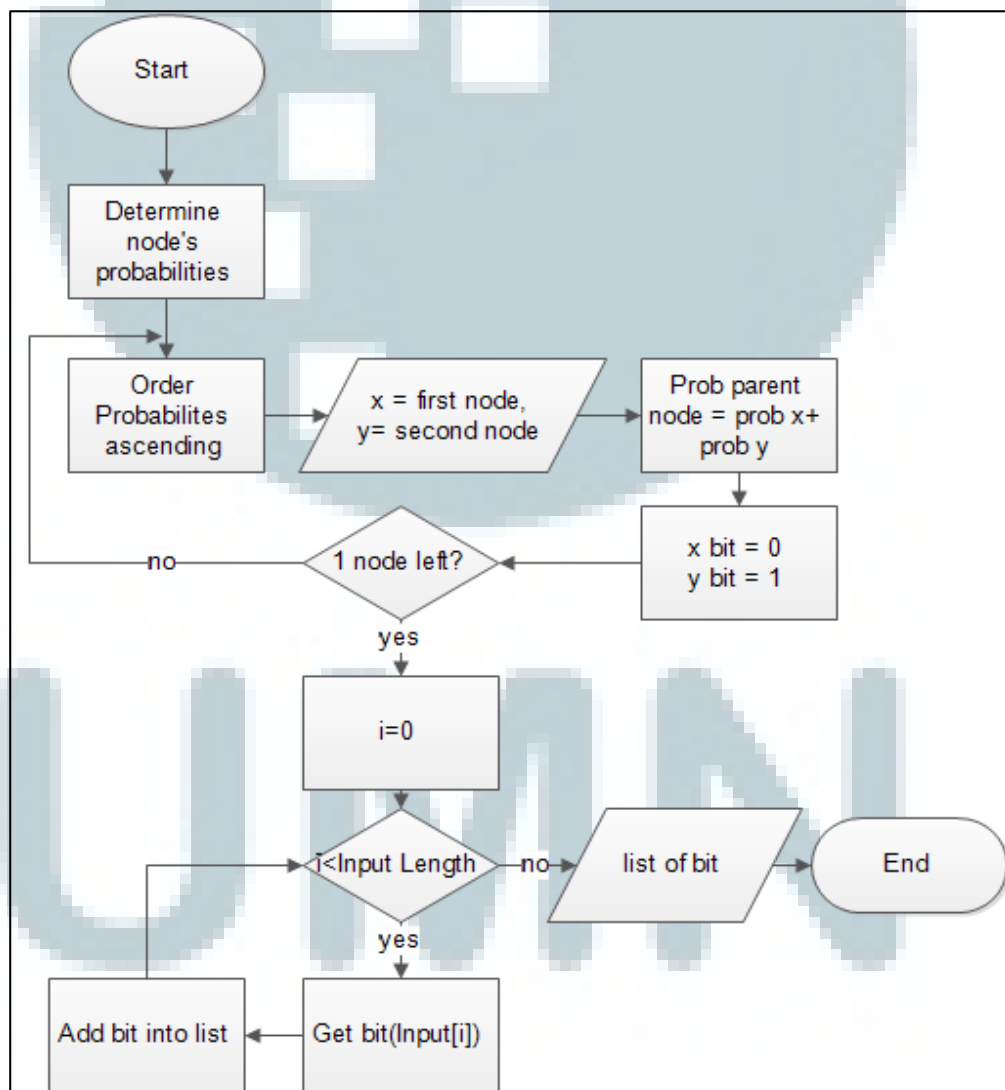 Start
Determine
node's
probabilities
Order
Probabilites
ascending
x = first node,
y= second node
Prob parent
node = prob x+
prob y
x bit = 0
y bit = 1
1 node left?
no
yes
i=0
i<Input Length
no
list of bit
End
yes
Get bit(Input[i])
Add bit into list
UMN